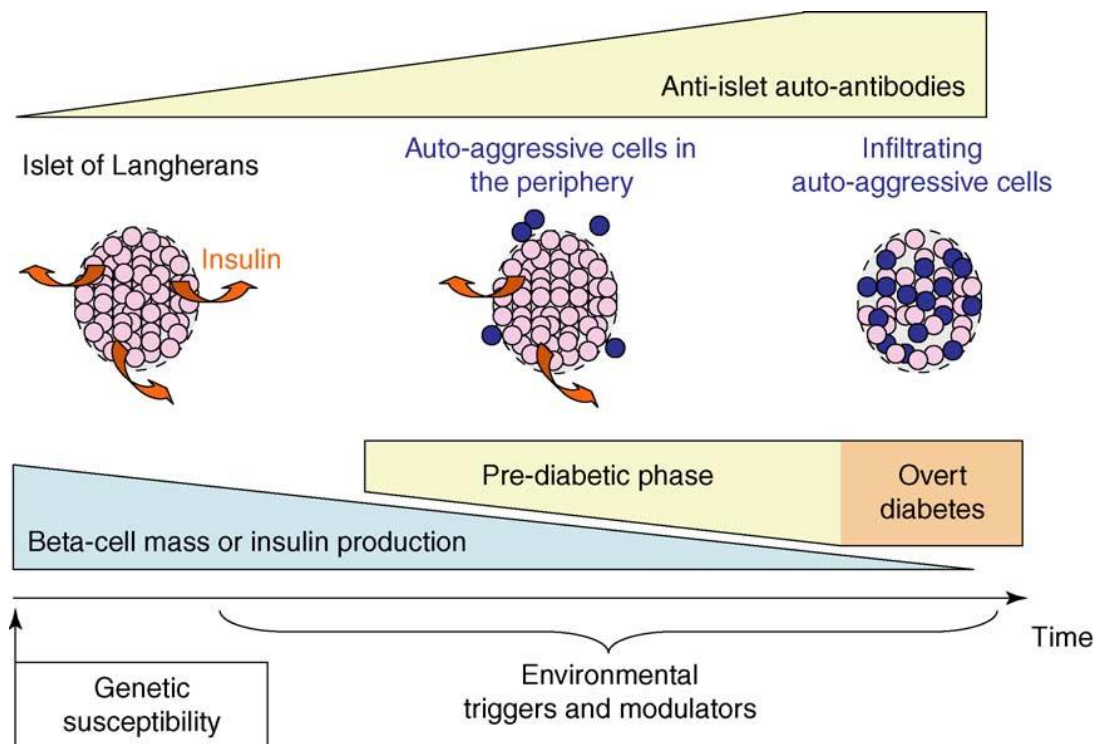 Anti-islet auto-antibodies
Islet of Langherans
Auto-aggressive cells in
the periphery
Infiltrating
auto-aggressive cells
Insulin
Pre-diabetic phase
Overt
diabetes
Beta-cell mass or insulin production
Time
Genetic
susceptibility
Environmental
triggers and modulators